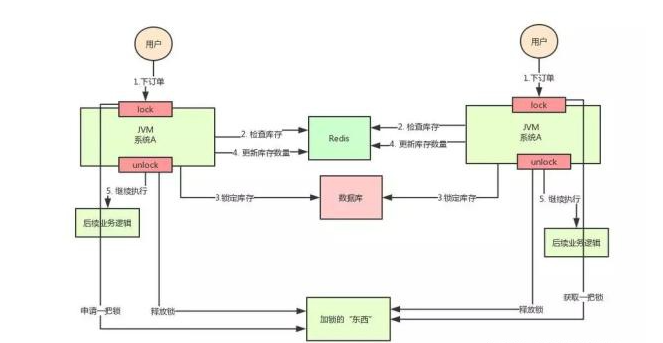 用户
用户
1.下订单
1.下订单
lock
lock
JVM
系统A
JVM
系统A
2. 检查库存
2. 检查库存
Redis
4. 更新库存数量
4. 更新库存数量
unlock
unlock
5. 继续执行
5. 继续执行
3.锁定库存
数据库
3.锁定库存
后续业务逻辑
后续业务逻辑
申请一把锁
释放锁
加锁的“东西”
释放锁
获取一把锁